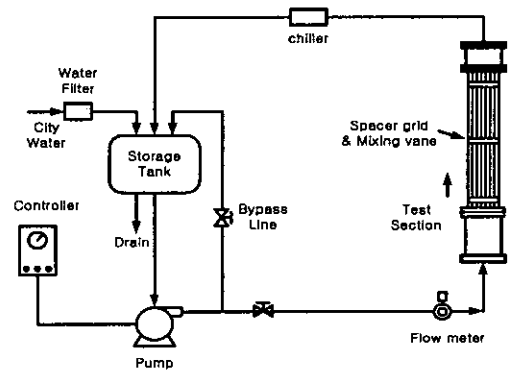 chiller
Water
Filter
City
Water
Storage
Tank
Spacer grid
& Mixing vane
Controller
Bypass
Line
Drain
Test
Section
Pump
Flow meter